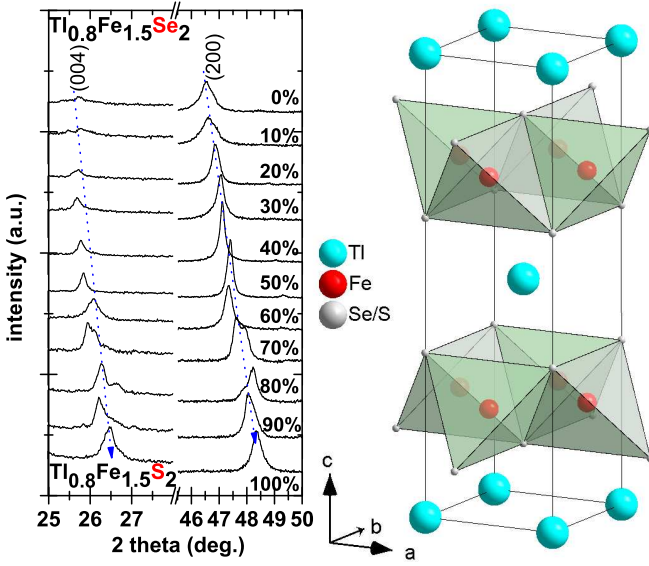 Tl0.8Fe1.5Se2
(004)
(200)
0%
10%
20%
30%
40%
50%
60%
70%
80%
90%
100%
Tl0.8Fe1.5S2
intensity (a.u.)
25 26 27 46 47 48 49 50
2 theta (deg.)
Tl
Fe
Se/S
c
b
a